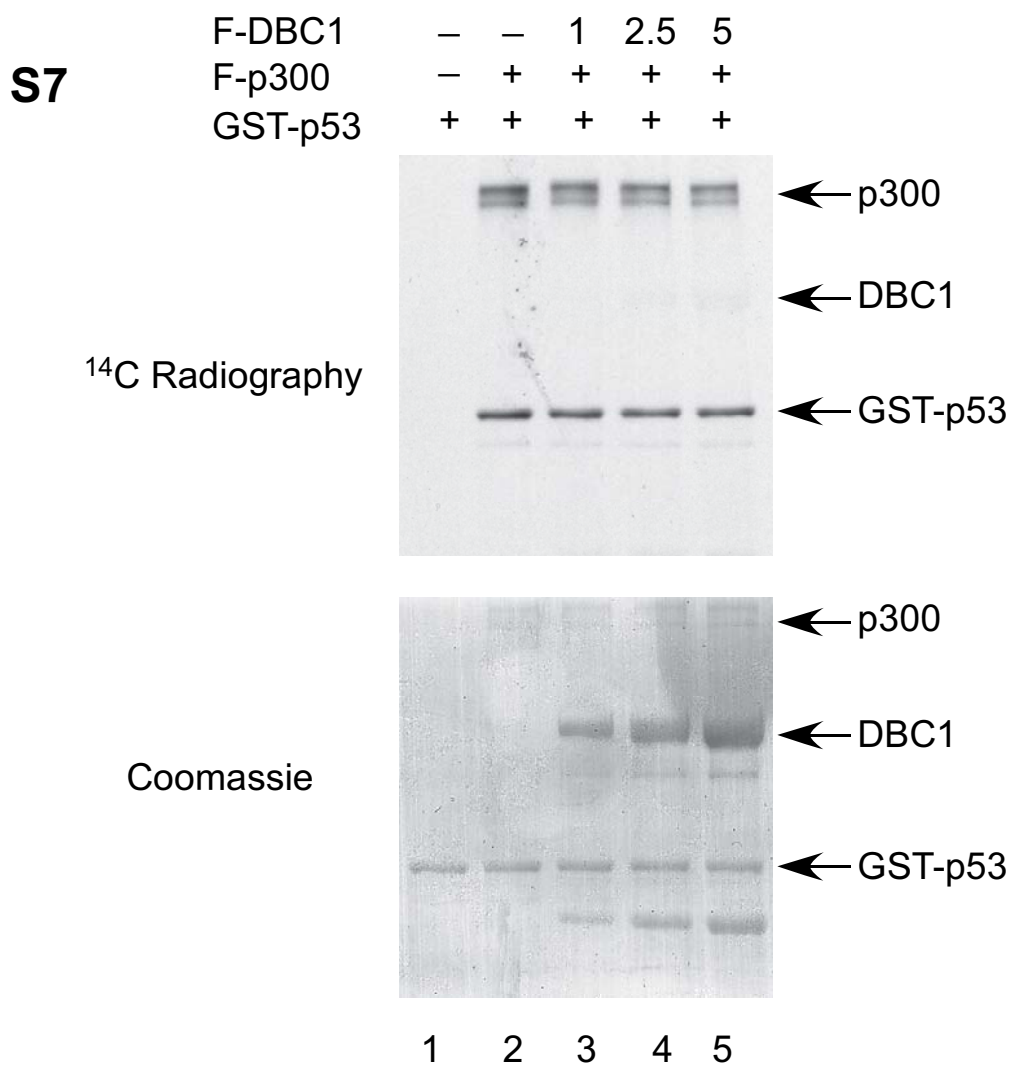 F-DBC1 – – 1 2.5 5
S7
F-p300 – + + + +
GST-p53 + + + + +
p300
DBC1
¹⁴C Radiography
GST-p53
p300
DBC1
Coomassie
GST-p53
1 2 3 4 5